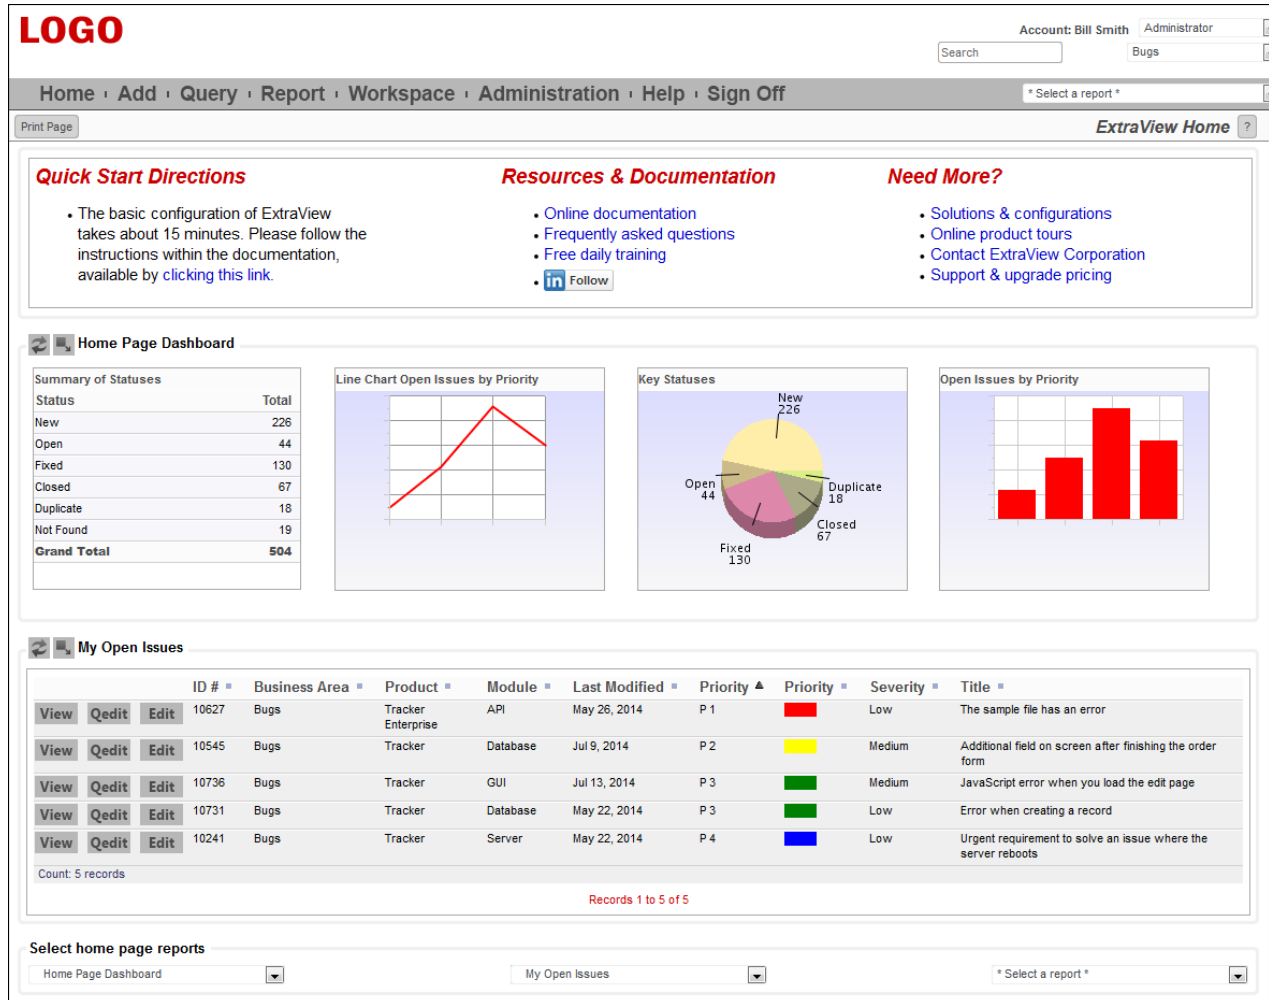 LOGO
Account: Bill Smith Administrator
Search Bugs
Home Add Query Report Workspace Administration Help Sign Off * Select a report *
Print Page ExtraView Home ?
Quick Start Directions
• The basic configuration of ExtraView
takes about 15 minutes. Please follow the
instructions within the documentation,
available by clicking this link.
Resources & Documentation
• Online documentation
• Frequently asked questions
• Free daily training
• in Follow
Need More?
• Solutions & configurations
• Online product tours
• Contact ExtraView Corporation
• Support & upgrade pricing
Home Page Dashboard
Summary of Statuses
Status Total
New 226
Open 44
Fixed 130
Closed 67
Duplicate 18
Not Found 19
Grand Total 504
Line Chart Open Issues by Priority
Key Statuses
New
226
Open
44
Duplicate
18
Closed
67
Fixed
130
Open Issues by Priority
My Open Issues
ID # Business Area Product Module Last Modified Priority Priority Severity Title
View Qedit Edit 10627 Bugs Tracker Enterprise API May 26, 2014 P 1 Low The sample file has an error
View Qedit Edit 10545 Bugs Tracker Database Jul 9, 2014 P 2 Medium Additional field on screen after finishing the order form
View Qedit Edit 10736 Bugs Tracker GUI Jul 13, 2014 P 3 Medium JavaScript error when you load the edit page
View Qedit Edit 10731 Bugs Tracker Database May 22, 2014 P 3 Low Error when creating a record
View Qedit Edit 10241 Bugs Tracker Server May 22, 2014 P 4 Low Urgent requirement to solve an issue where the server reboots
Count: 5 records
Records 1 to 5 of 5
Select home page reports
Home Page Dashboard My Open Issues * Select a report *